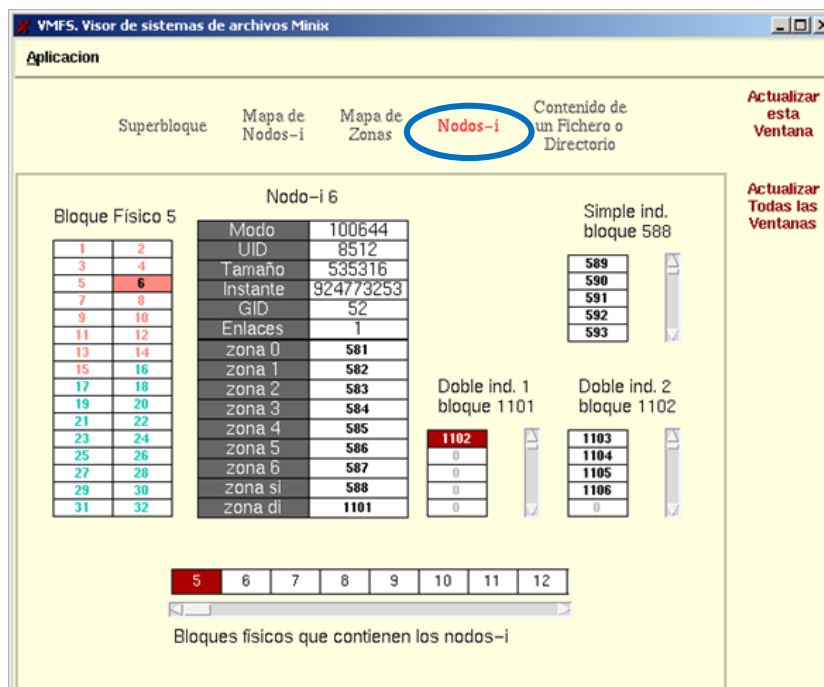 VMFS. Visor de sistemas de archivos Minix
Aplicacion
Superbloque
Mapa de
Nodos-i
Mapa de
Zonas
Nodos-i
Contenido de
un Fichero o
Directorio
Actualizar
esta
Ventana
Actualizar
Todas las
Ventanas
Bloque Físico 5
1 2
3 4
5 6
7 8
9 10
11 12
13 14
15 16
17 18
19 20
21 22
23 24
25 26
27 28
29 30
31 32
Nodo-i 6
Modo 100644
UID 8512
Tamaño 535316
Instante 924773253
GID 52
Enlaces 1
zona 0 581
zona 1 582
zona 2 583
zona 3 584
zona 4 585
zona 5 586
zona 6 587
zona si 588
zona di 1101
Simple ind.
bloque 588
589
590
591
592
593
Doble ind. 1
bloque 1101
1102
0
0
0
0
Doble ind. 2
bloque 1102
1103
1104
1105
1106
0
5 6 7 8 9 10 11 12
Bloques físicos que contienen los nodos-i